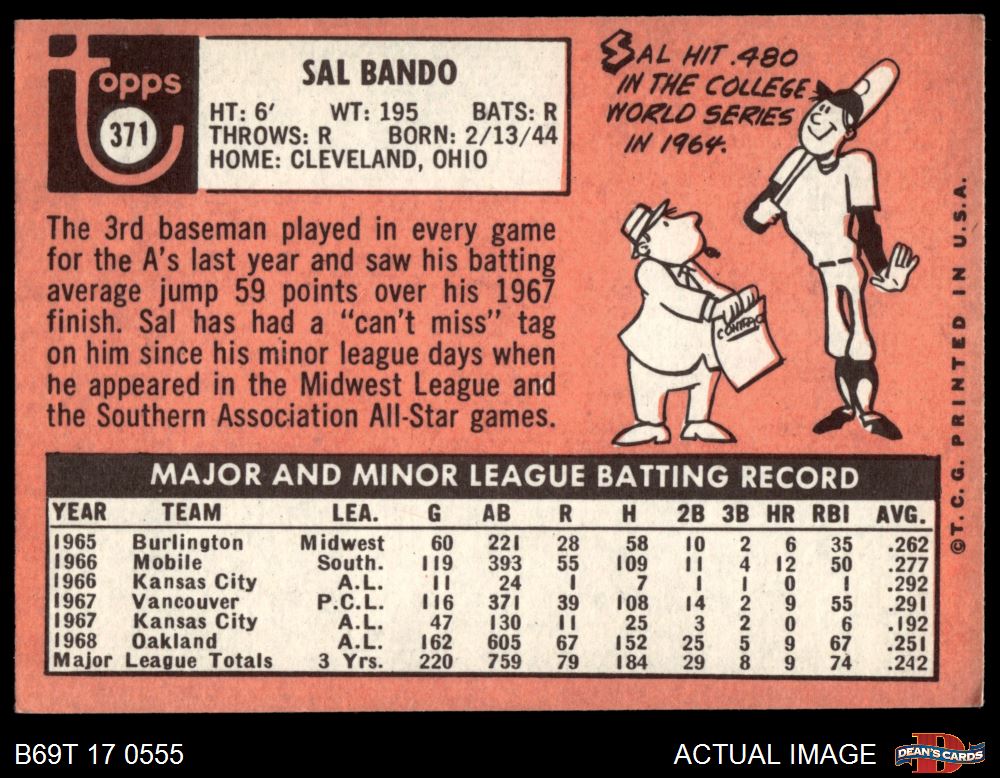 Topps
371
SAL BANDO
HT: 6' WT: 195 BATS: R
THROWS: R BORN: 2/13/44
HOME: CLEVELAND, OHIO
SAL HIT .480
IN THE COLLEGE
WORLD SERIES
IN 1964.
CONTRACT
The 3rd baseman played in every game
for the A's last year and saw his batting
average jump 59 points over his 1967
finish. Sal has had a "can't miss" tag
on him since his minor league days when
he appeared in the Midwest League and
the Southern Association All-Star games.
MAJOR AND MINOR LEAGUE BATTING RECORD
YEAR TEAM LEA. G AB R H 2B 3B HR RBI AVG.
1965 Burlington Midwest 60 221 28 58 10 2 6 35 .262
1966 Mobile South. 119 393 55 109 11 4 12 50 .277
1966 Kansas City A.L. 11 24 1 7 1 1 0 1 .292
1967 Vancouver P.C.L. 116 371 39 108 14 2 9 55 .291
1967 Kansas City A.L. 47 130 11 25 3 2 0 6 .192
1968 Oakland A.L. 162 605 67 152 25 5 9 67 .251
Major League Totals 3 Yrs. 220 759 79 184 29 8 9 74 .242
©T. C. G. PRINTED IN U.S.A.
B69T 17 0555
ACTUAL IMAGE
D
DEAN'S CARDS